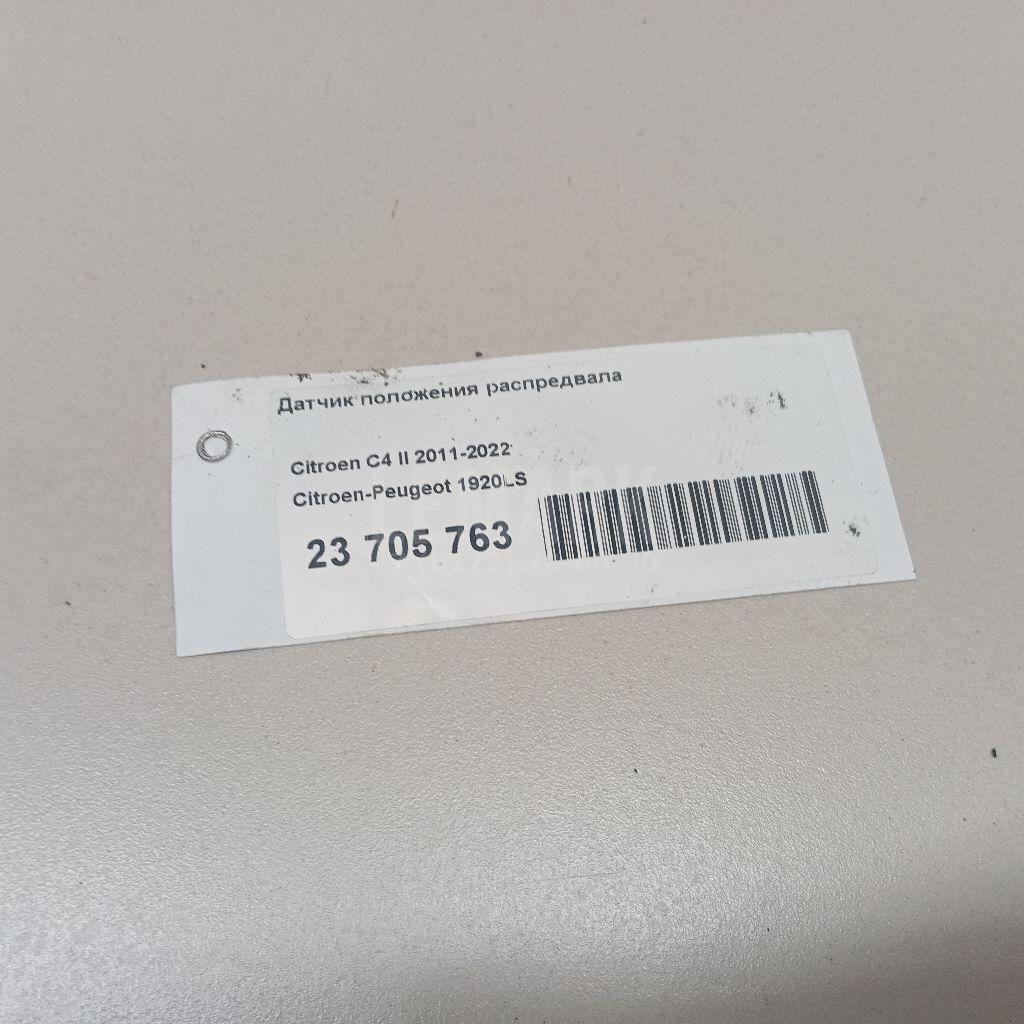 Датчик положения распредвала
Citroen C4 II 2011-2022
Citroen-Peugeot 1920LS
23 705 763